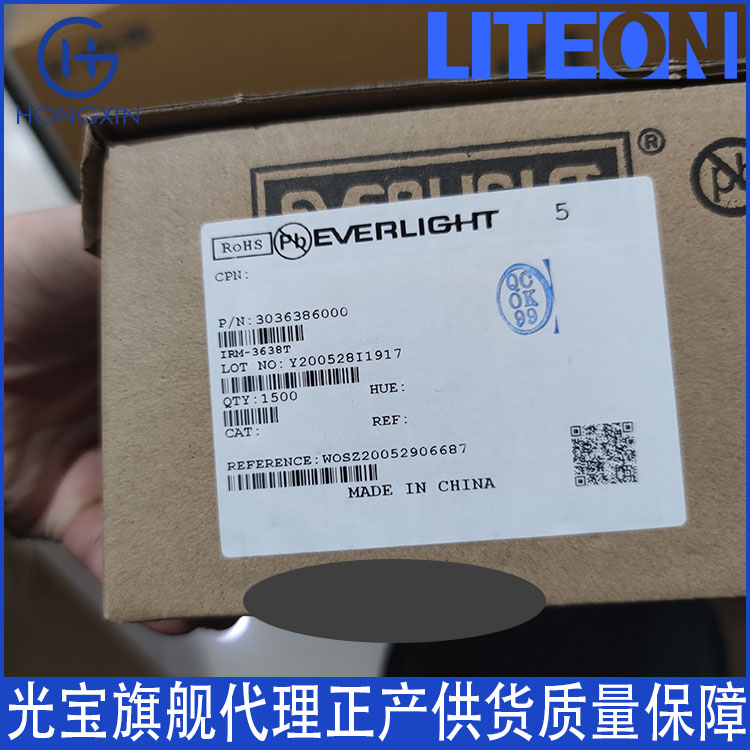 LITEON
HONGXIN
EVERLIGHT
®
Pb
RoHS Pb EVERLIGHT 5
CPN:
QC
OK
99
P/N:3036386000
IRM-3638T
LOT NO:Y200528I1917
QTY:1500 HUE:
CAT: REF:
REFERENCE:WOSZ20052906687
MADE IN CHINA
光宝旗舰代理正产供货质量保障